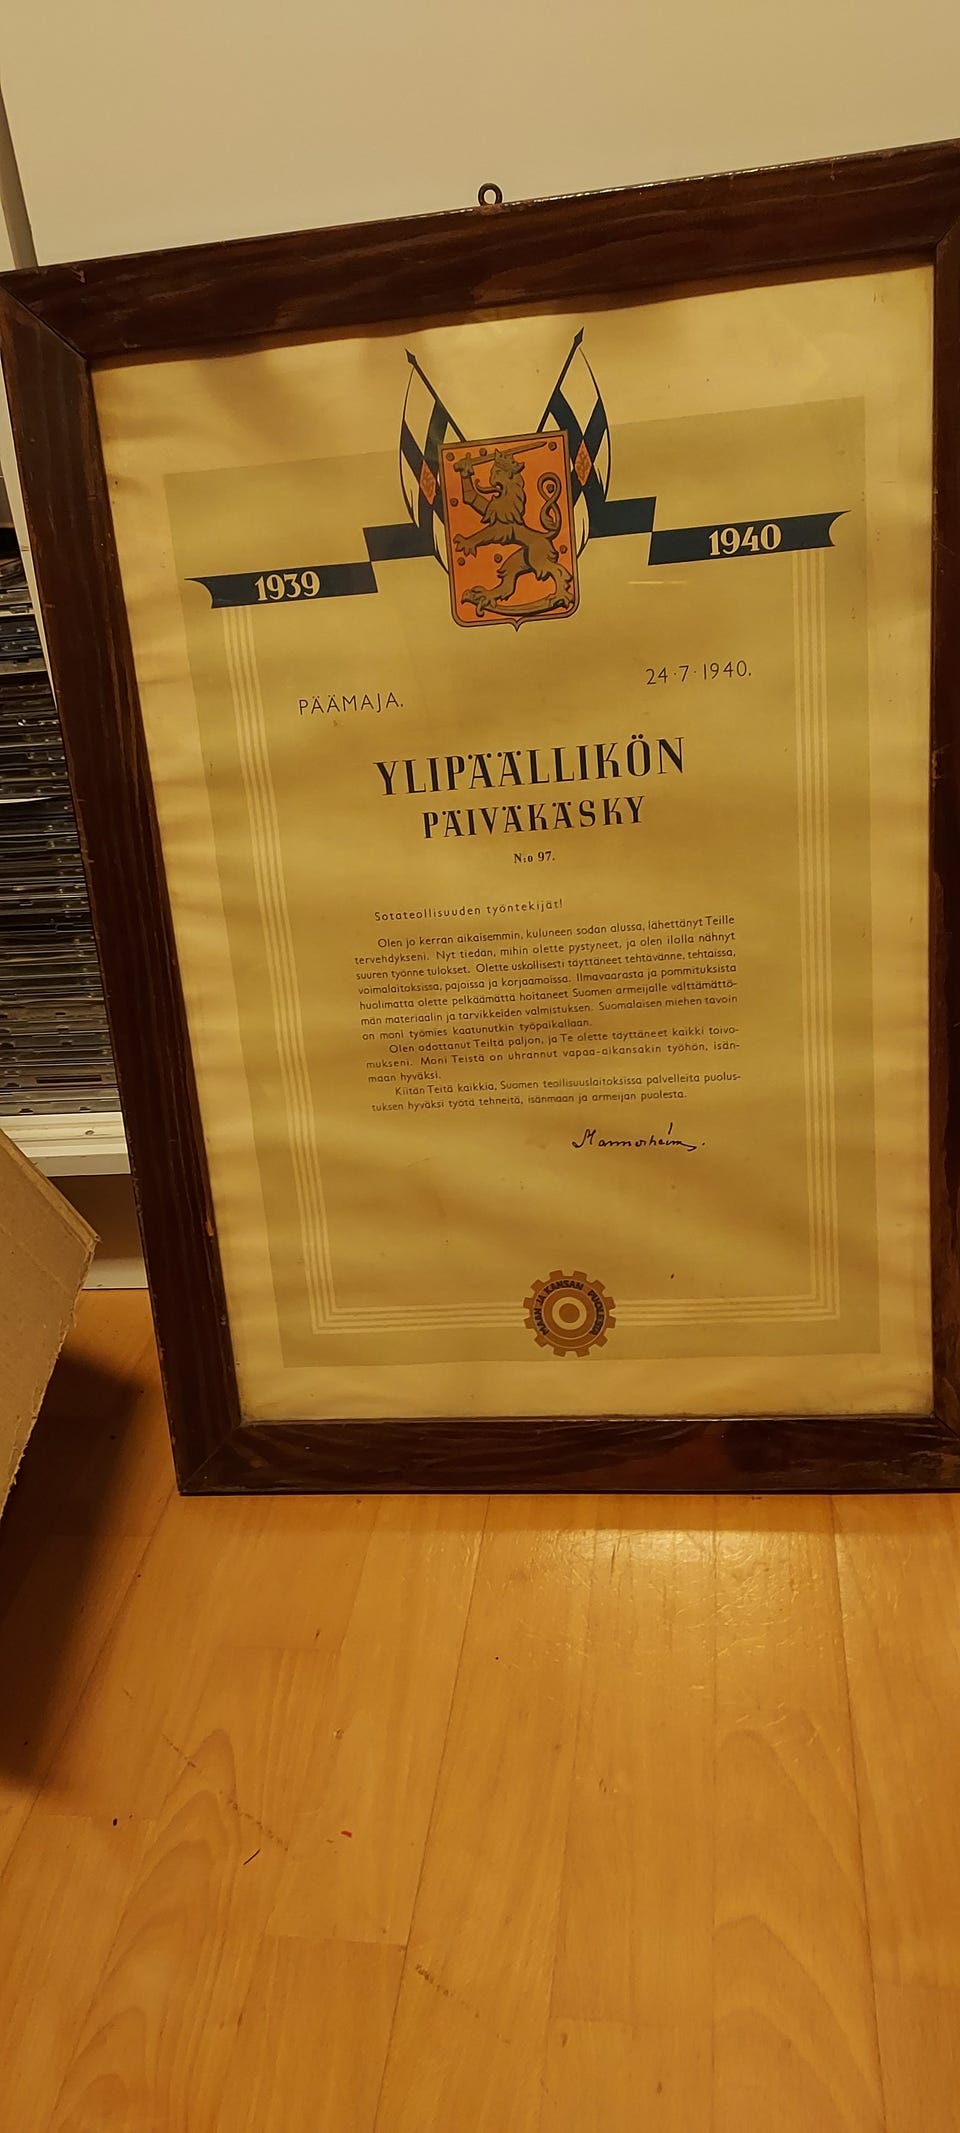 1939
1940
PÄÄMAJA.
24·7·1940.
YLIPÄÄLLIKÖN
PÄIVÄKÄSKY
N:o 97.
Sotateollisuuden työntekijät!
Olen jo kerran aikaisemmin, kuluneen sodan alussa, lähettänyt Teille
tervehdykseni. Nyt tiedän, mihin olette pystyneet, ja olen ilolla nähnyt
suuren työnne tulokset. Olette uskollisesti täyttäneet tehtävänne, tehtaissa,
voimalaitoksissa, pajoissa ja korjaamoissa. Ilmavaarasta ja pommituksista
huolimatta olette pelkäämättä hoitaneet Suomen armeijalle välttämättö-
män materiaalin ja tarvikkeiden valmistuksen. Suomalaisen miehen tavoin
on moni työmies kaatunutkin työpaikallaan.
Olen odottanut Teiltä paljon, ja Te olette täyttäneet kaikki toivo-
mukseni. Moni Teistä on uhrannut vapaa-aikansakin työhön, isän-
maan hyväksi.
Kiitän Teitä kaikkia, Suomen teollisuuslaitoksissa palvelleita puolus-
tuksen hyväksi työtä tehneitä, isänmaan ja armeijan puolesta.
Mannerheim.
MAAN JA KANSAN PUOLESTA